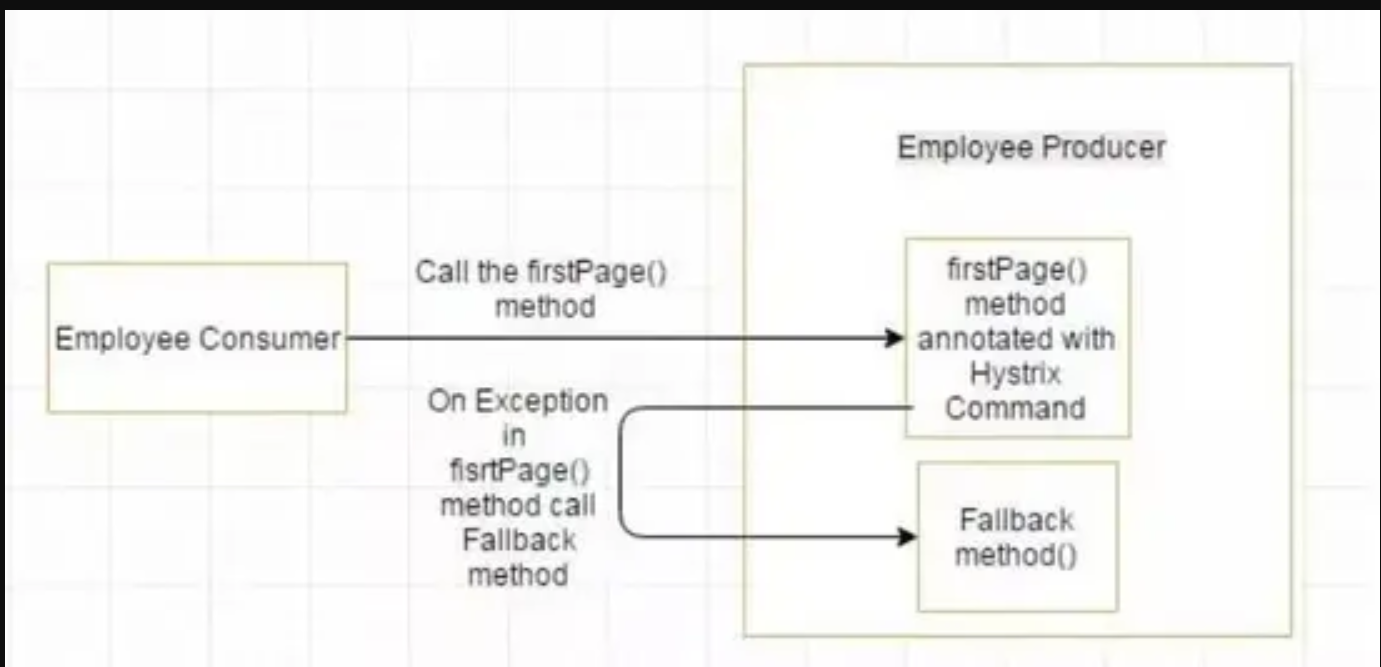 Employee Producer
Call the firstPage()
method
Employee Consumer
firstPage()
method
annotated with
Hystrix
Command
On Exception
in
fisrtPage()
method call
Fallback
method
Fallback
method()